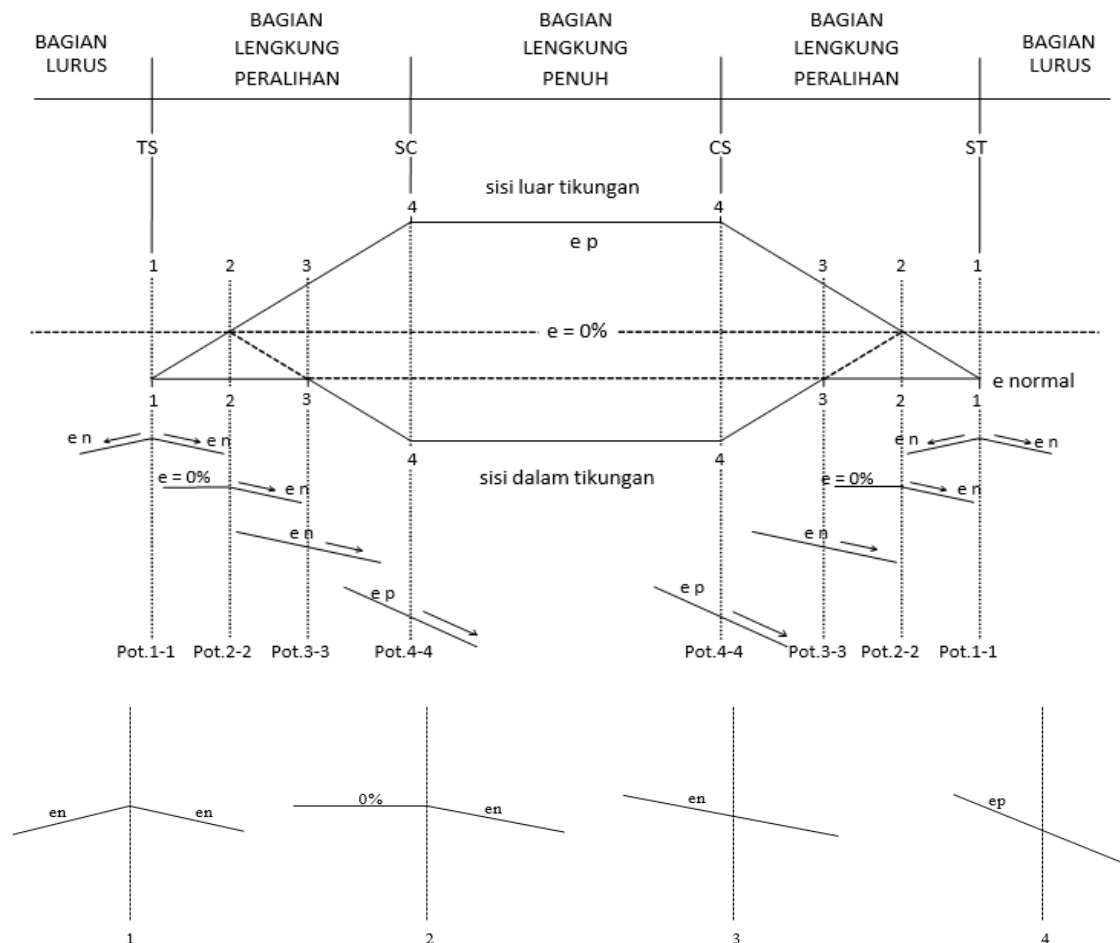 BAGIAN
LURUS
BAGIAN
LENGKUNG
PERALIHAN
BAGIAN
LENGKUNG
PENUH
BAGIAN
LENGKUNG
PERALIHAN
BAGIAN
LURUS
TS
SC
CS
ST
sisi luar tikungan
4
4
e p
1
2
3
3
2
1
e = 0%
e normal
1
2
3
3
2
1
e n
e n
4
4
e n
e n
sisi dalam tikungan
e = 0%
e n
e = 0%
e n
e n
e n
e p
e p
Pot.1-1
Pot.2-2
Pot.3-3
Pot.4-4
Pot.4-4
Pot.3-3
Pot.2-2
Pot.1-1
en
en
0%
en
en
ep
1
2
3
4